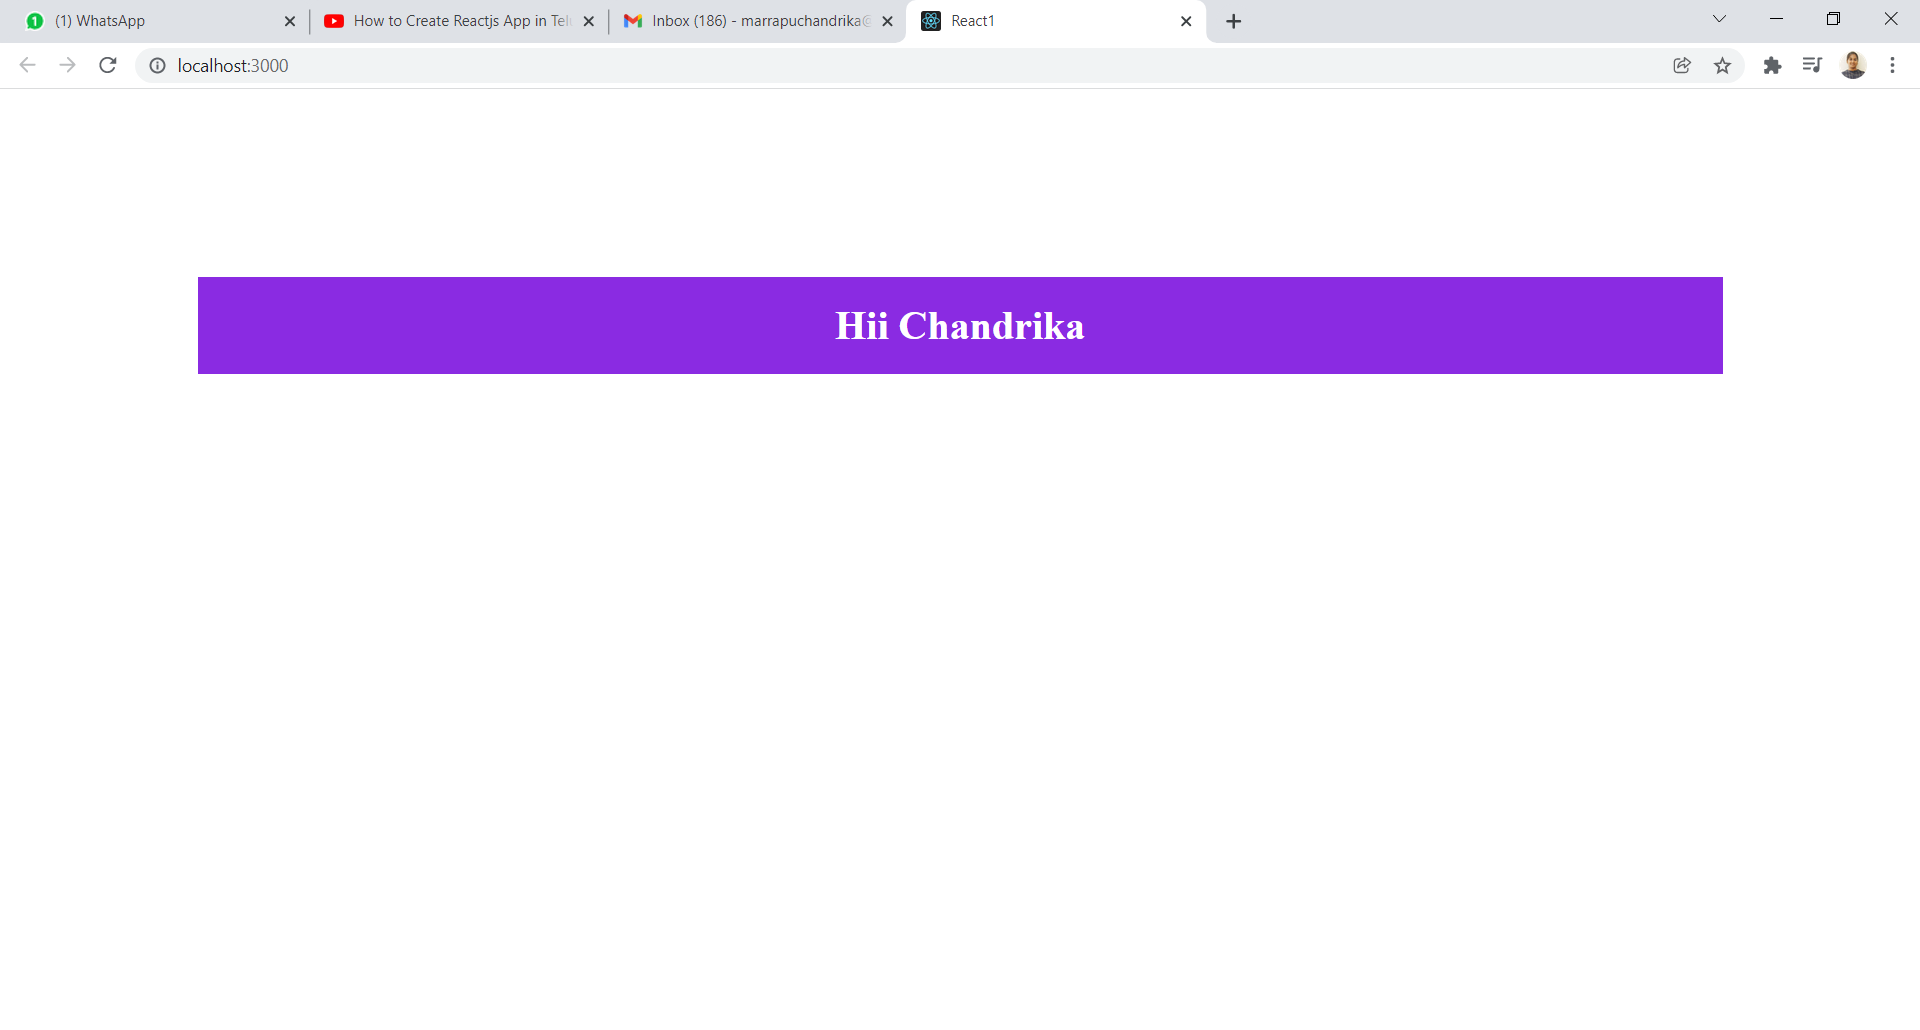 (1) WhatsApp
How to Create Reactjs App in Tel
Inbox (186) - marrapuchandrika@
React1
localhost:3000
Hii Chandrika